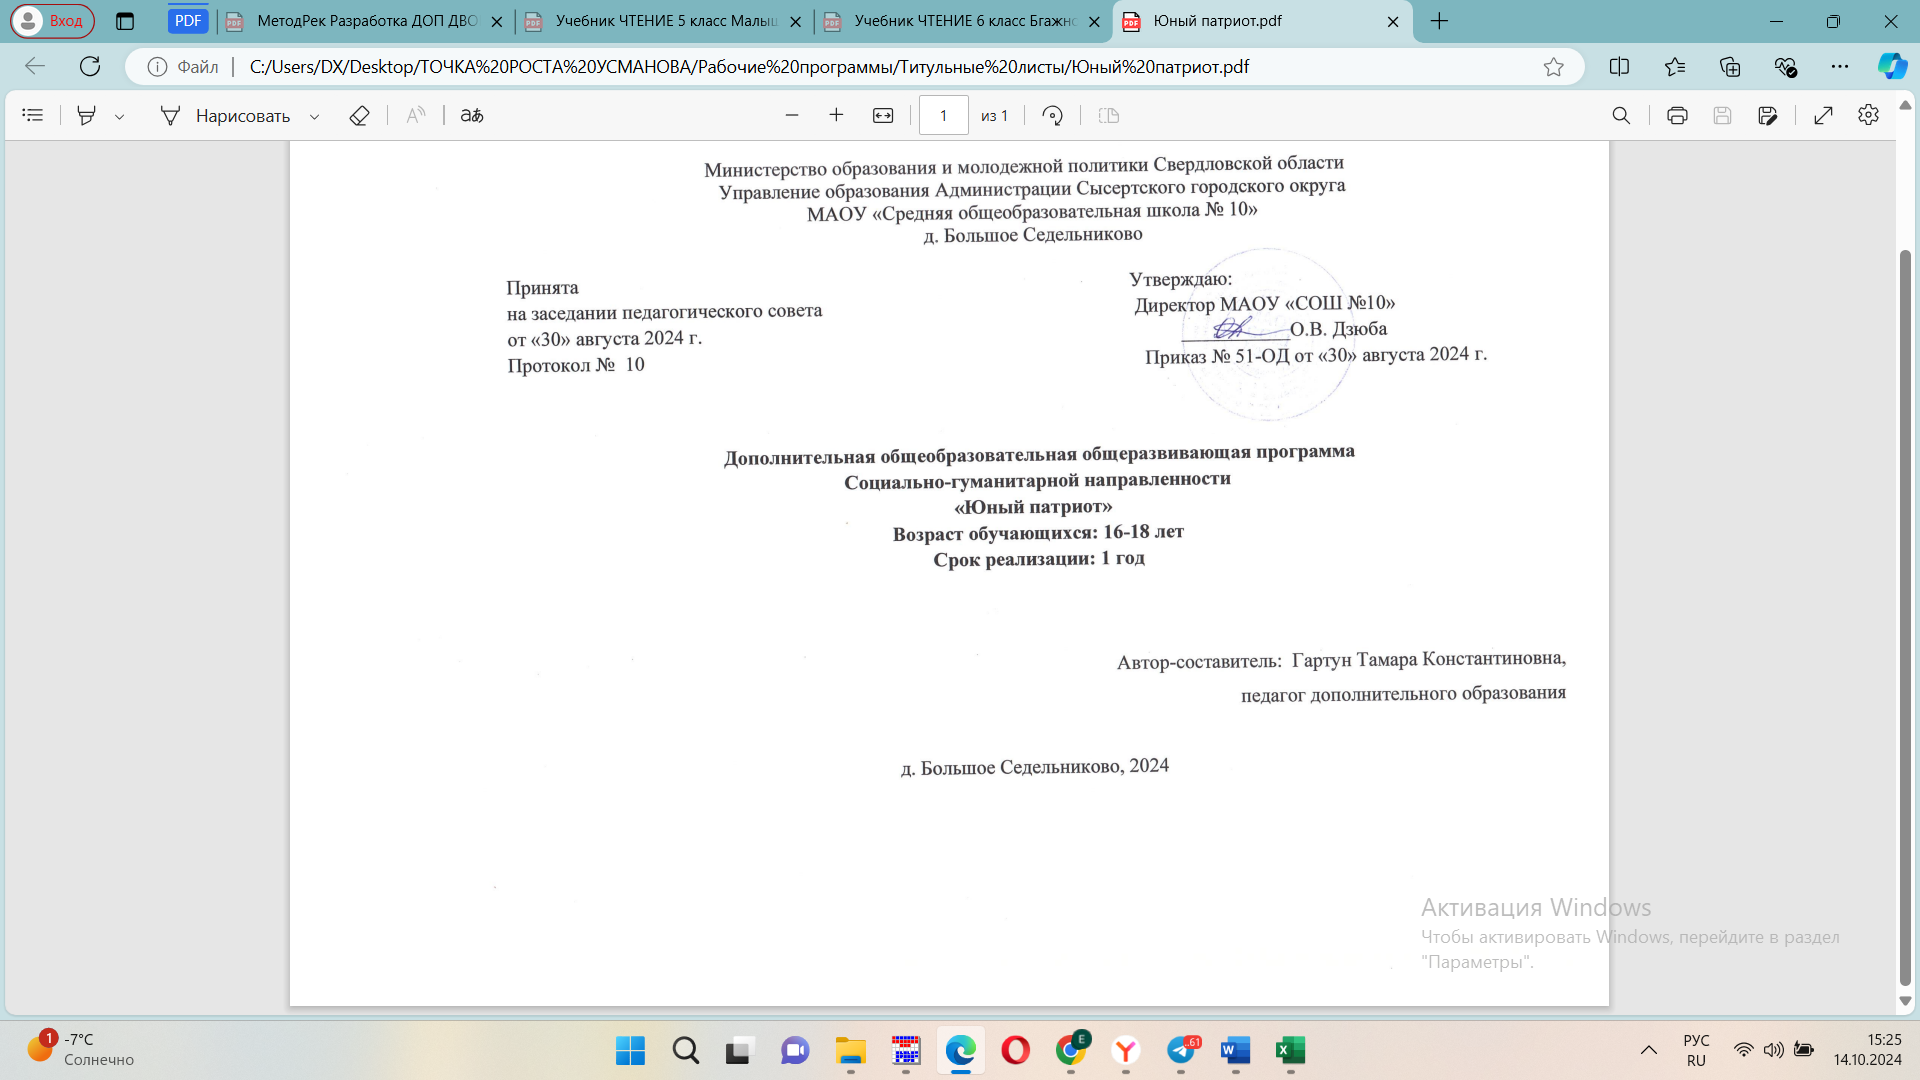 Вход
PDF
МетодРек Разработка ДОП ДВО
Учебник ЧТЕНИЕ 5 класс Малыш
Учебник ЧТЕНИЕ 6 класс Бгажно
Юный патриот.pdf
Файл
C:/Users/DX/Desktop/ТОЧКА%20РОСТА%20УСМАНОВА/Рабочие%20программы/Титульные%20листы/Юный%20патриот.pdf
Нарисовать
1 из 1
Министерство образования и молодежной политики Свердловской области
Управление образования Администрации Сысертского городского округа
МАОУ «Средняя общеобразовательная школа № 10»
д. Большое Седельниково
Принята
на заседании педагогического совета
от «30» августа 2024 г.
Протокол № 10
Утверждаю:
Директор МАОУ «СОШ №10»
О.В. Дзюба
Приказ № 51-ОД от «30» августа 2024 г.
Дополнительная общеобразовательная общеразвивающая программа
Социально-гуманитарной направленности
«Юный патриот»
Возраст обучающихся: 16-18 лет
Срок реализации: 1 год
Автор-составитель: Гартун Тамара Константиновна,
педагог дополнительного образования
д. Большое Седельниково, 2024
Активация Windows
Чтобы активировать Windows, перейдите в раздел
"Параметры".
1
-7°C
Солнечно
E
61
РУС
RU
15:25
14.10.2024